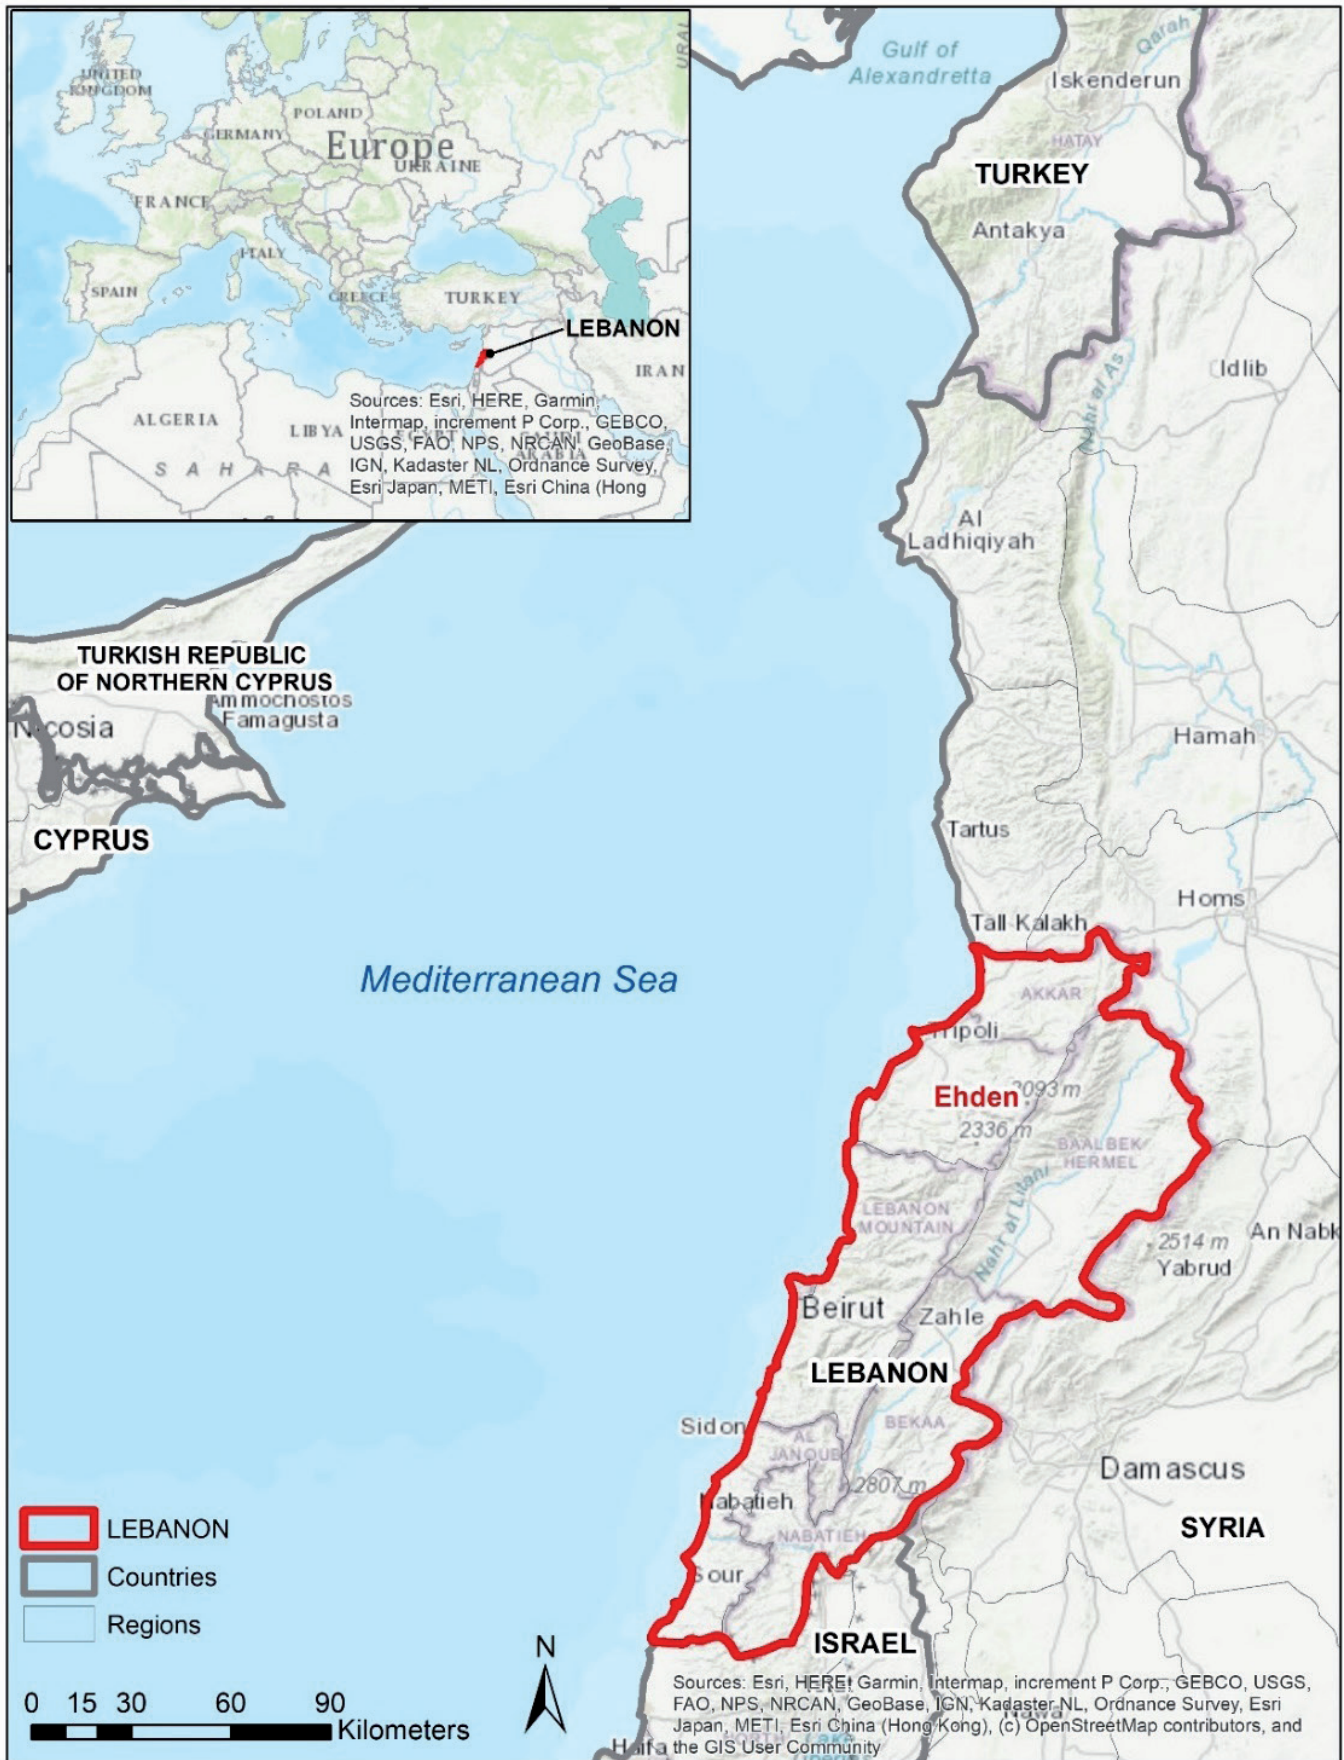 UNITED
KINGDOM
POLAND
GERMANY
Europe
UKRAINE
FRANCE
ITALY
SPAIN
GREECE
TURKEY
LEBANON
IRAN
ALGERIA
LIBYA
SAHARA
URAL
Sources: Esri, HERE, Garmin,
Intermap, increment P Corp., GEBCO,
USGS, FAO, NPS, NRCAN, GeoBase,
IGN, Kadaster NL, Ordnance Survey,
Esri Japan, METI, Esri China (Hong
Gulf of
Alexandretta
Qarah
Iskenderun
HATAY
TURKEY
Antakya
Idlib
Nahr al As
Al
Ladhiqiyah
TURKISH REPUBLIC
OF NORTHERN CYPRUS
Ammochostos
Famagusta
Nicosia
CYPRUS
Hamah
Tartus
Homs
Tall Kalakh
Mediterranean Sea
AKKAR
Tripoli
Ehden
3093 m
2336 m
BAALBEK
HERMEL
LEBANON
MOUNTAIN
Nahr al Litani
An Nabk
2514 m
Yabrud
Beirut
Zahle
LEBANON
Sidon
BEKAA
AL
JANOUB
Damascus
2807 m
Nabatieh
NABATIEH
SYRIA
Sour
ISRAEL
Haifa
LEBANON
Countries
Regions
N
0 15 30 60 90
Kilometers
Sources: Esri, HERE, Garmin, Intermap, increment P Corp., GEBCO, USGS,
FAO, NPS, NRCAN, GeoBase, IGN, Kadaster NL, Ordnance Survey, Esri
Japan, METI, Esri China (Hong Kong), (c) OpenStreetMap contributors, and
the GIS User Community